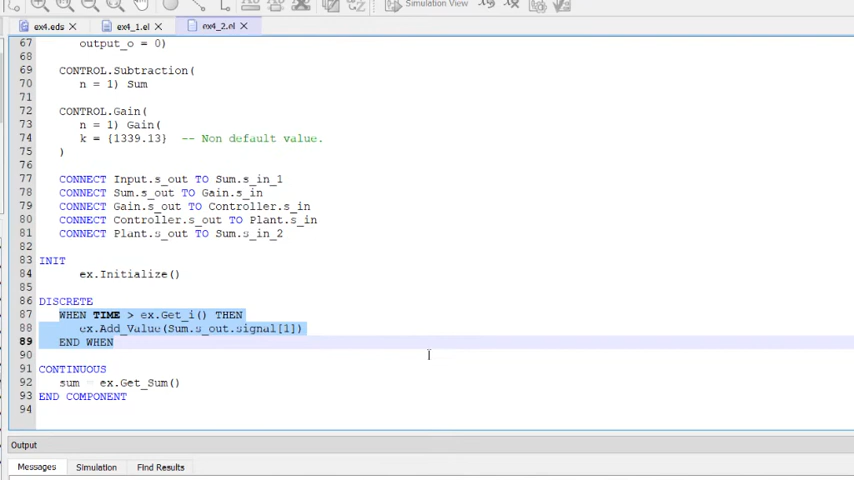 Simulation View
ex4.eds ex4_1.el ex4_2.el
67 output_o = 0)
68
69 CONTROL.Subtraction(
70 n = 1) Sum
71
72 CONTROL.Gain(
73 n = 1) Gain(
74 k = {1339.13} -- Non default value.
75 )
76
77 CONNECT Input.s_out TO Sum.s_in_1
78 CONNECT Sum.s_out TO Gain.s_in
79 CONNECT Gain.s_out TO Controller.s_in
80 CONNECT Controller.s_out TO Plant.s_in
81 CONNECT Plant.s_out TO Sum.s_in_2
82
83 INIT
84 ex.Initialize()
85
86 DISCRETE
87 WHEN TIME > ex.Get_i() THEN
88 ex.Add_Value(Sum.s_out.signal[1])
89 END WHEN
90
91 CONTINUOUS
92 sum = ex.Get_Sum()
93 END COMPONENT
94
Output
Messages Simulation Find Results